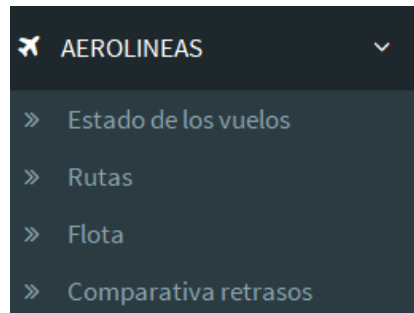 AEROLINEAS
Estado de los vuelos
Rutas
Flota
Comparativa retrasos